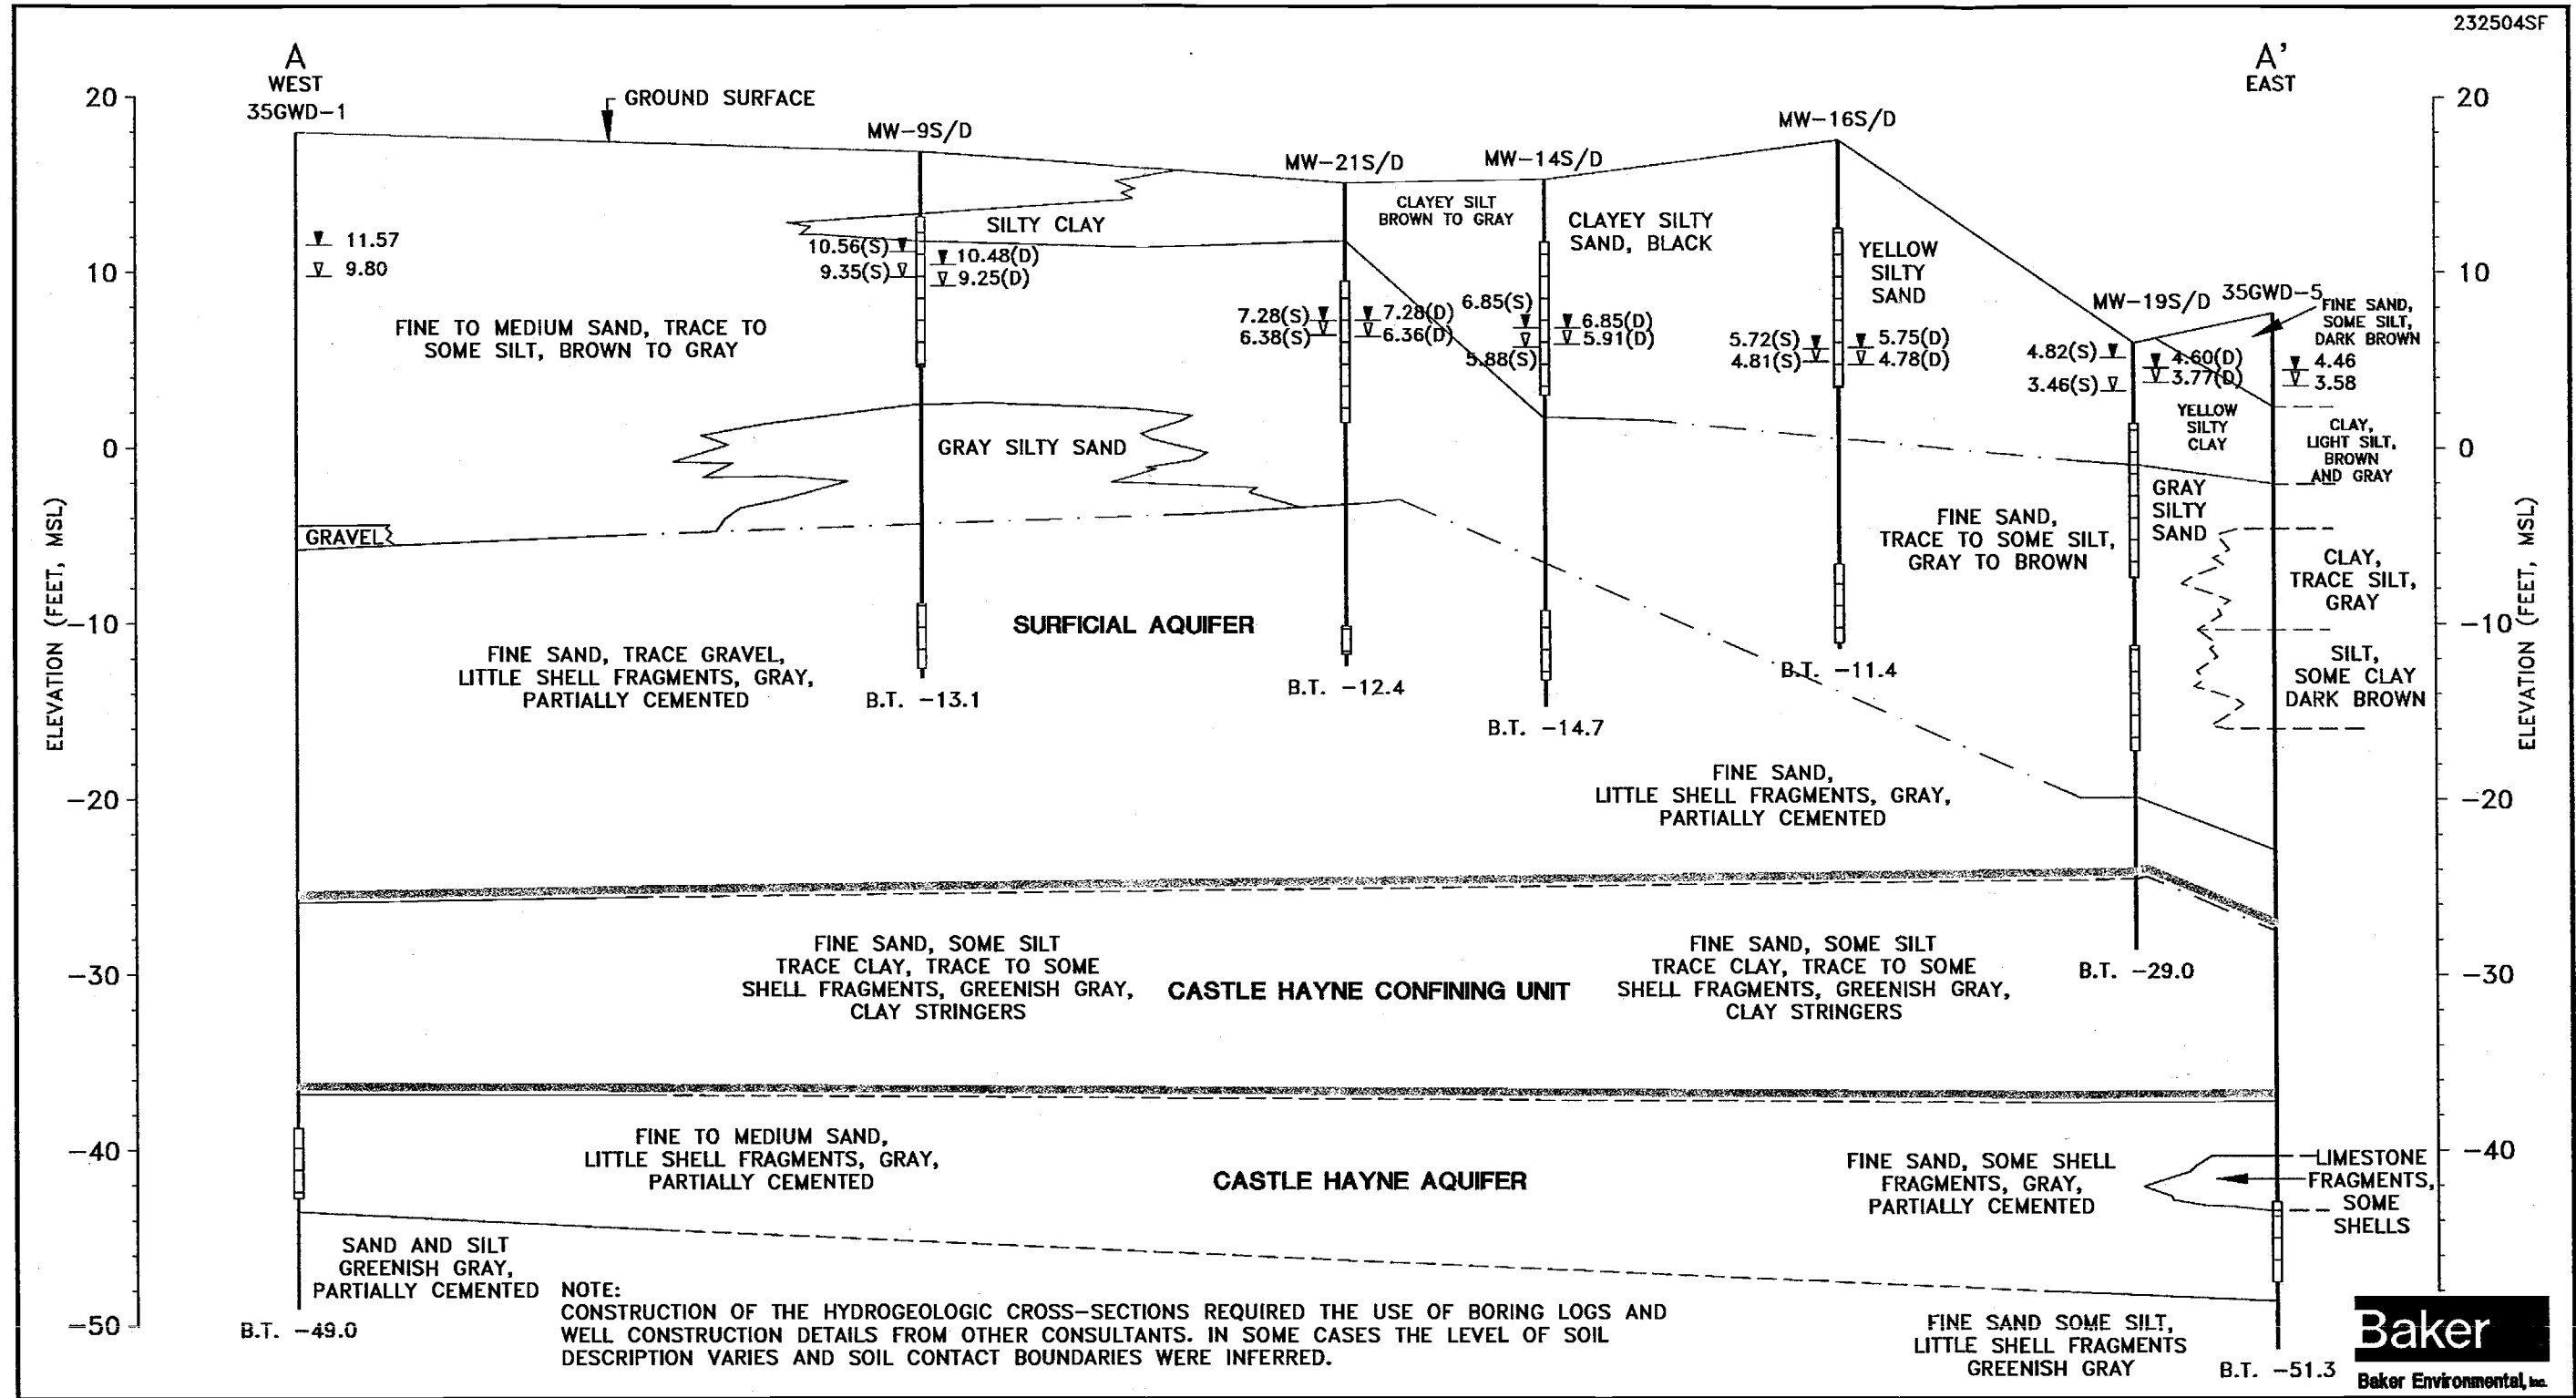 232504SF
A
WEST
35GWD-1
A'
EAST
GROUND SURFACE
MW-9S/D
MW-21S/D
MW-14S/D
MW-16S/D
MW-19S/D
35GWD-5
20
10
0
-10
-20
-30
-40
-50
ELEVATION (FEET, MSL)
20
10
0
-10
-20
-30
-40
ELEVATION (FEET, MSL)
11.57
9.80
10.56(S)
9.35(S)
10.48(D)
9.25(D)
7.28(S)
6.38(S)
7.28(D)
6.36(D)
6.85(S)
5.88(S)
6.85(D)
5.91(D)
5.72(S)
4.81(S)
5.75(D)
4.78(D)
4.82(S)
3.46(S)
4.60(D)
3.77(D)
4.46
3.58
SILTY CLAY
CLAYEY SILT
BROWN TO GRAY
CLAYEY SILTY
SAND, BLACK
YELLOW
SILTY
SAND
FINE SAND,
SOME SILT,
DARK BROWN
FINE TO MEDIUM SAND, TRACE TO
SOME SILT, BROWN TO GRAY
GRAY SILTY SAND
YELLOW
SILTY
CLAY
CLAY,
LIGHT SILT,
BROWN
AND GRAY
GRAY
SILTY
SAND
FINE SAND,
TRACE TO SOME SILT,
GRAY TO BROWN
GRAVEL
CLAY,
TRACE SILT,
GRAY
SILT,
SOME CLAY
DARK BROWN
SURFICIAL AQUIFER
FINE SAND, TRACE GRAVEL,
LITTLE SHELL FRAGMENTS, GRAY,
PARTIALLY CEMENTED
B.T. -13.1
B.T. -12.4
B.T. -14.7
B.T. -11.4
FINE SAND,
LITTLE SHELL FRAGMENTS, GRAY,
PARTIALLY CEMENTED
B.T. -29.0
FINE SAND, SOME SILT
TRACE CLAY, TRACE TO SOME
SHELL FRAGMENTS, GREENISH GRAY,
CLAY STRINGERS
CASTLE HAYNE CONFINING UNIT
FINE SAND, SOME SILT
TRACE CLAY, TRACE TO SOME
SHELL FRAGMENTS, GREENISH GRAY,
CLAY STRINGERS
FINE TO MEDIUM SAND,
LITTLE SHELL FRAGMENTS, GRAY,
PARTIALLY CEMENTED
CASTLE HAYNE AQUIFER
FINE SAND, SOME SHELL
FRAGMENTS, GRAY,
PARTIALLY CEMENTED
LIMESTONE
FRAGMENTS,
SOME
SHELLS
SAND AND SILT
GREENISH GRAY,
PARTIALLY CEMENTED
B.T. -49.0
NOTE:
CONSTRUCTION OF THE HYDROGEOLOGIC CROSS-SECTIONS REQUIRED THE USE OF BORING LOGS AND
WELL CONSTRUCTION DETAILS FROM OTHER CONSULTANTS. IN SOME CASES THE LEVEL OF SOIL
DESCRIPTION VARIES AND SOIL CONTACT BOUNDARIES WERE INFERRED.
FINE SAND SOME SILT,
LITTLE SHELL FRAGMENTS
GREENISH GRAY
B.T. -51.3
Baker
Baker Environmental, Inc.